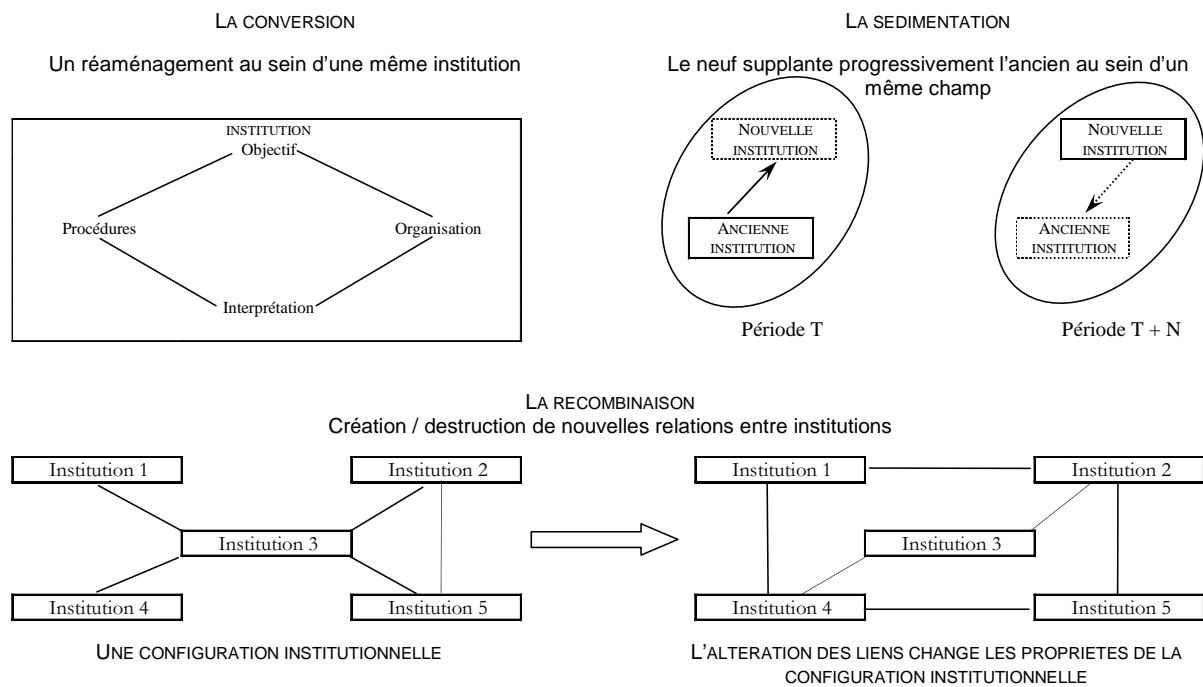 LA CONVERSION
Un réaménagement au sein d'une même institution
INSTITUTION
Objectif
Procédures
Organisation
Interprétation
LA SEDIMENTATION
Le neuf supplante progressivement l'ancien au sein d'un
même champ
NOUVELLE
INSTITUTION
ANCIENNE
INSTITUTION
Période T
NOUVELLE
INSTITUTION
ANCIENNE
INSTITUTION
Période T + N
LA RECOMBINAISON
Création / destruction de nouvelles relations entre institutions
Institution 1
Institution 2
Institution 3
Institution 4
Institution 5
UNE CONFIGURATION INSTITUTIONNELLE
Institution 1
Institution 2
Institution 3
Institution 4
Institution 5
L'ALTERATION DES LIENS CHANGE LES PROPRIETES DE LA
CONFIGURATION INSTITUTIONNELLE